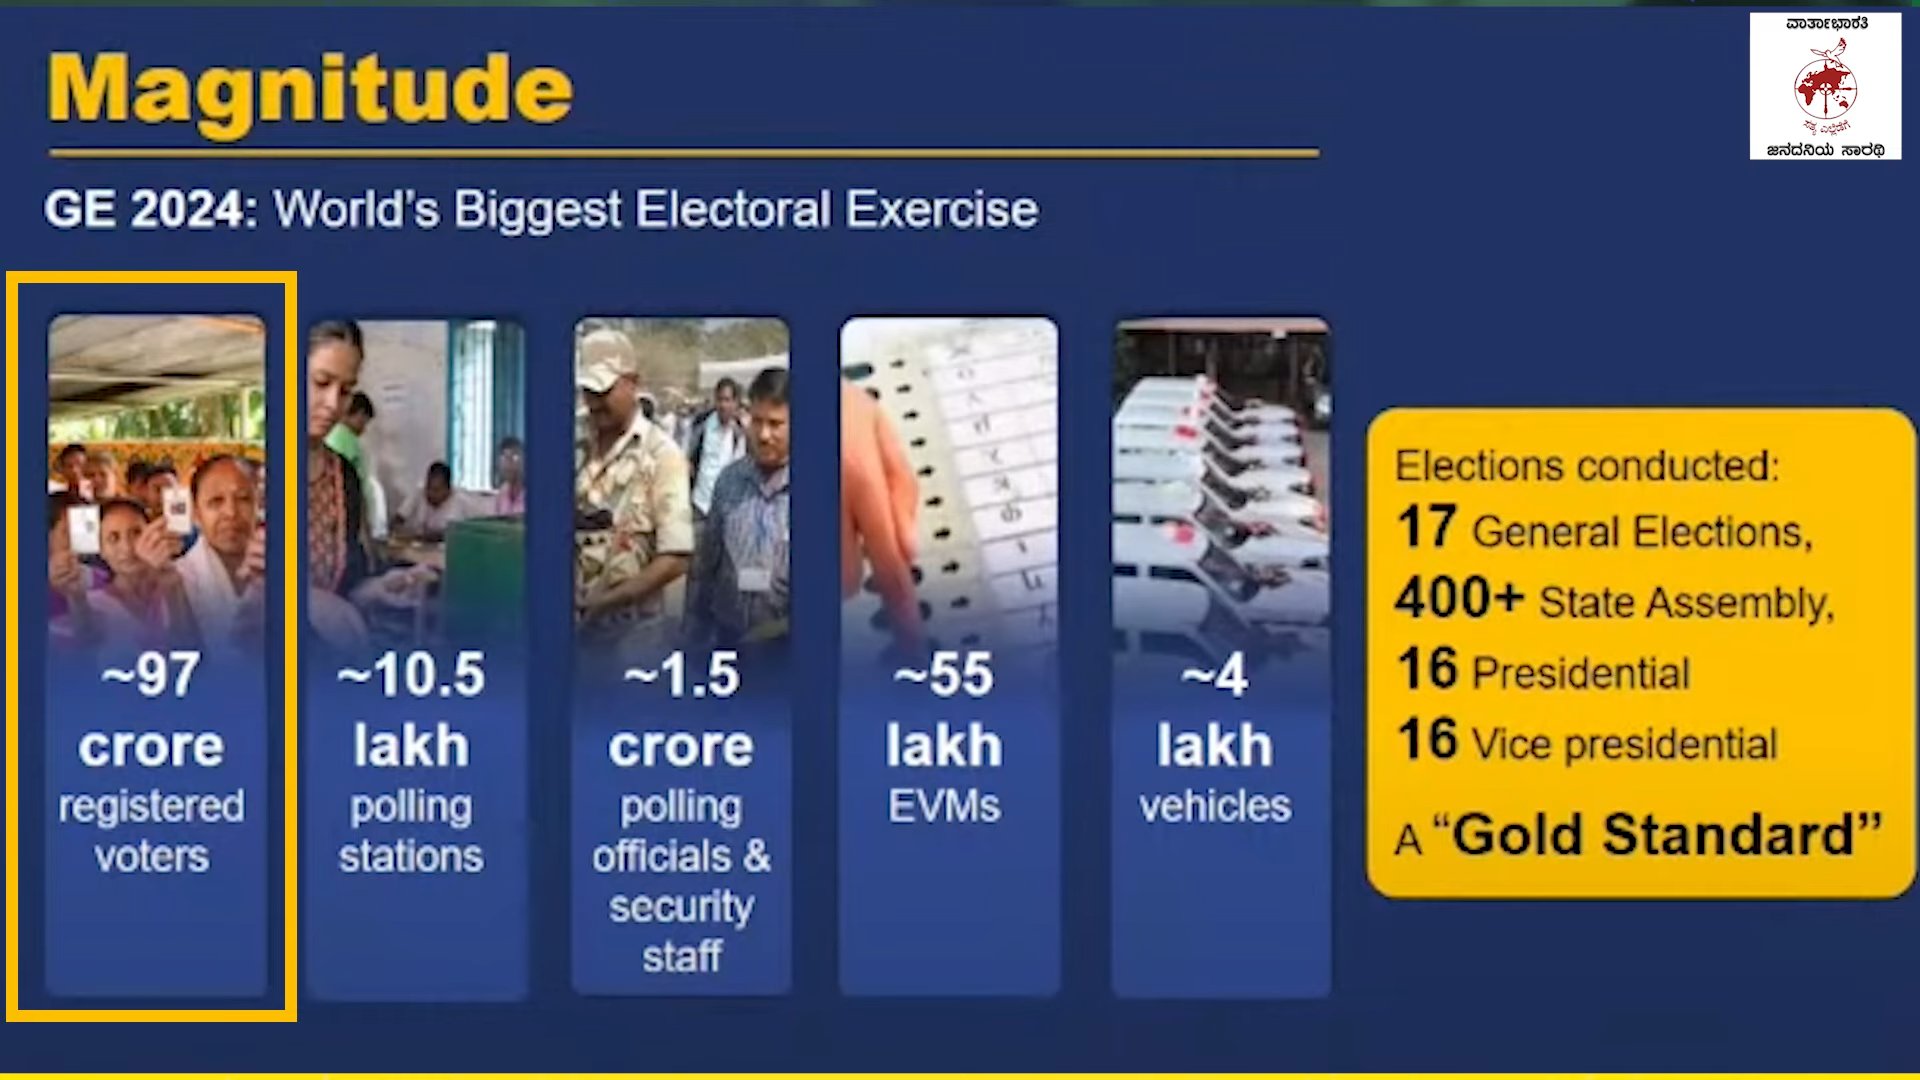 Magnitude
GE 2024: World's Biggest Electoral Exercise
~97
crore
registered
voters
~10.5
lakh
polling
stations
~1.5
crore
polling
officials &
security
staff
~55
lakh
EVMs
~4
lakh
vehicles
Elections conducted:
17 General Elections,
400+ State Assembly,
16 Presidential
16 Vice presidential
A “Gold Standard”
ವಾರ್ತಾಭಾರತಿ
ಸತ್ಯ ಎಲ್ಲೆಡೆಗೆ
ಜನದನಿಯ ಸಾರಥಿ